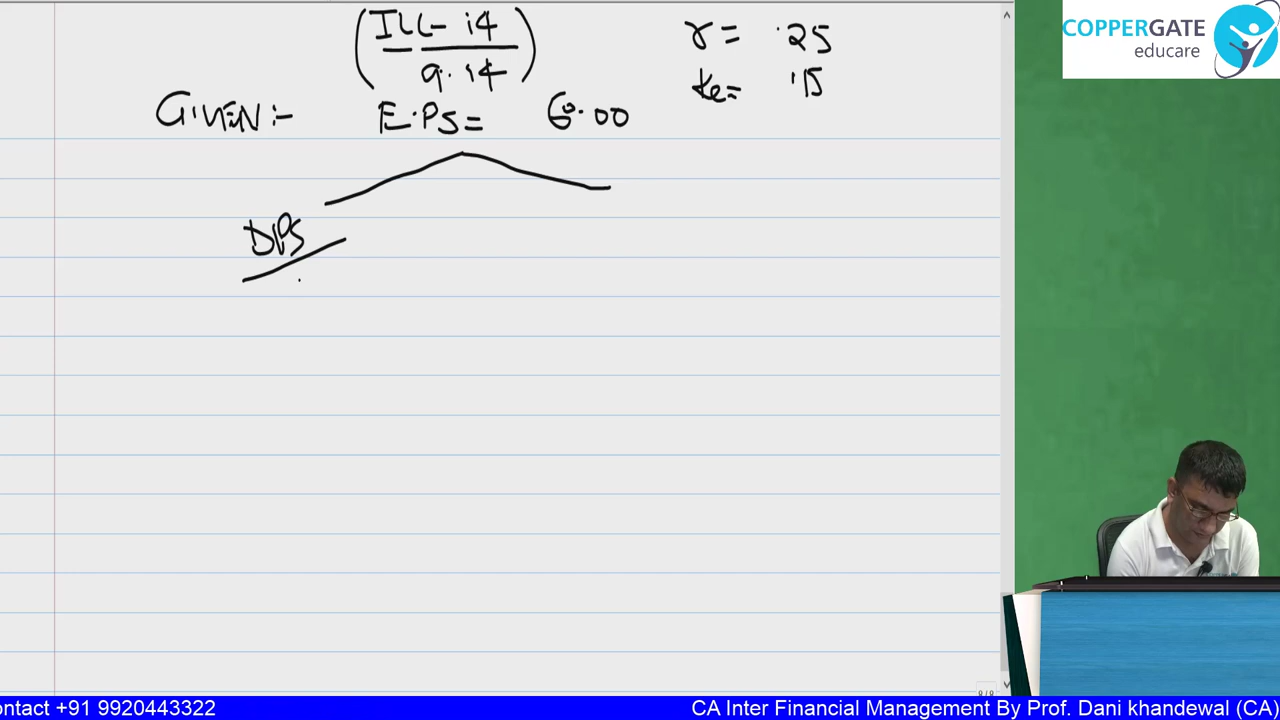 (ILL- 14
9.14)
r= .25
ke= .15
GIVEN:- E.PS= 6.00
DPS
COPPERGATE
educare
ontact +91 9920443322
CA Inter Financial Management By Prof. Dani khandewal (CA)